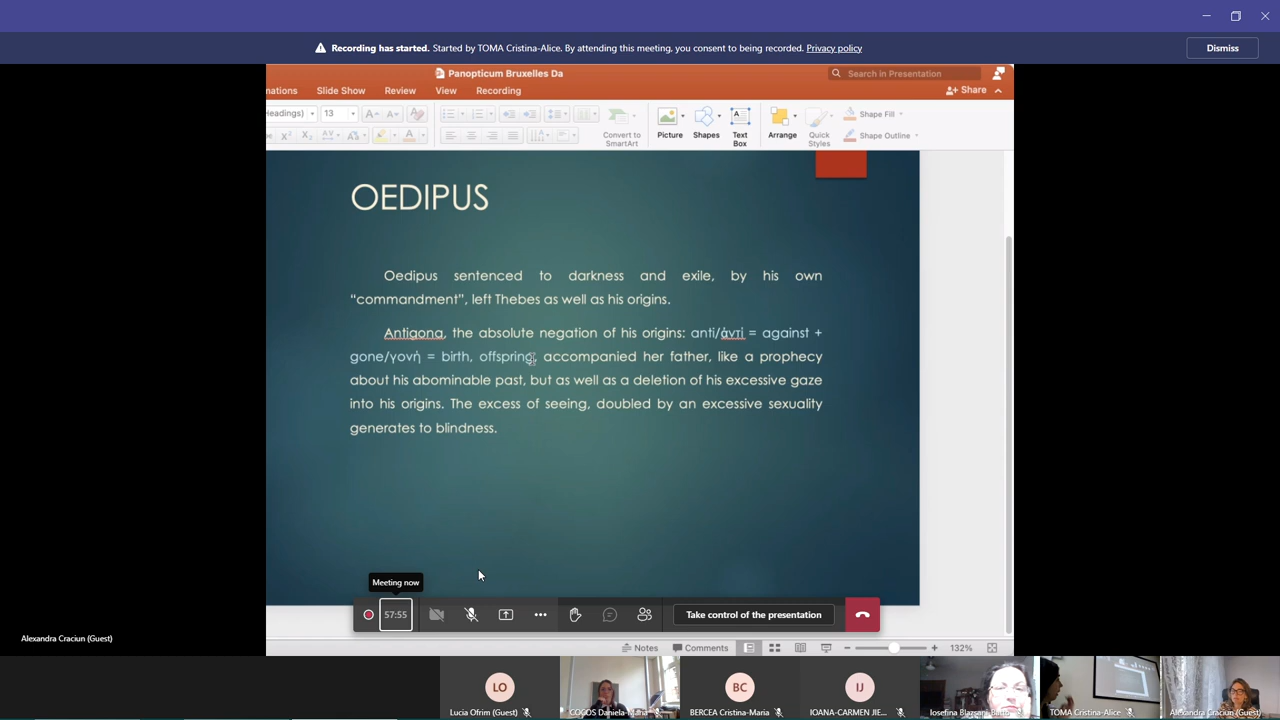 Recording has started. Started by TOMA Cristina-Alice. By attending this meeting, you consent to being recorded. Privacy policy
Dismiss
Panopticum Bruxelles Da
Search in Presentation
nations Slide Show Review View Recording
Share
Headings) 13
Convert to
SmartArt
Picture Shapes Text
Box
Arrange Quick
Styles
Shape Fill
Shape Outline
OEDIPUS
Oedipus sentenced to darkness and exile, by his own
“commandment”, left Thebes as well as his origins.
Antigona, the absolute negation of his origins: anti/ἀντί = against +
gone/γονή = birth, offspring, accompanied her father, like a prophecy
about his abominable past, but as well as a deletion of his excessive gaze
into his origins. The excess of seeing, doubled by an excessive sexuality
generates to blindness.
Meeting now
57:55
Take control of the presentation
Alexandra Craciun (Guest)
Notes Comments 132%
LO BC IJ
Lucia Ofrim (Guest) COCOS Daniela-Maria BERCEA Cristina-Maria IOANA-CARMEN JIE... Iosefina TOMA Cristina-Alice Alexandra Craciun (Guest)